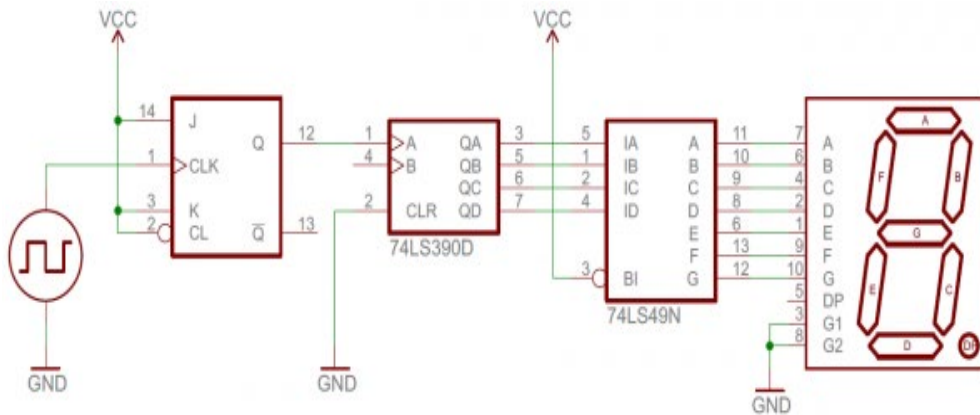 VCC
VCC
14
J
Q
12
1
CLK
3
K
2
CL
Q
13
GND
1
A
QA
3
4
B
QB
5
QC
6
2
CLR
QD
7
74LS390D
GND
5
IA
A
11
1
IB
B
10
2
IC
C
9
4
ID
D
8
E
6
F
13
3
BI
G
12
74LS49N
7
A
6
B
4
C
2
D
1
E
9
F
10
G
5
DP
3
G1
8
G2
GND
A
F
B
G
E
C
D
DP